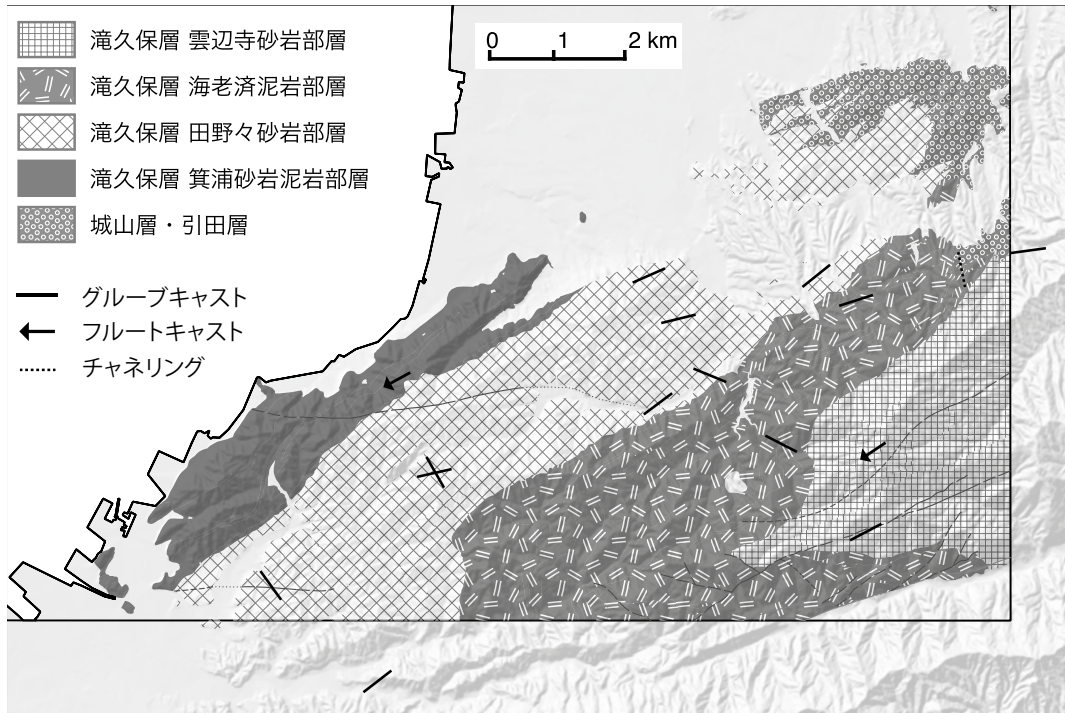 滝久保層 雲辺寺砂岩部層
滝久保層 海老済泥岩部層
滝久保層 田野々砂岩部層
滝久保層 箕浦砂岩泥岩部層
城山層・引田層
グルーブキャスト
フルートキャスト
チャネリング
0 1 2 km